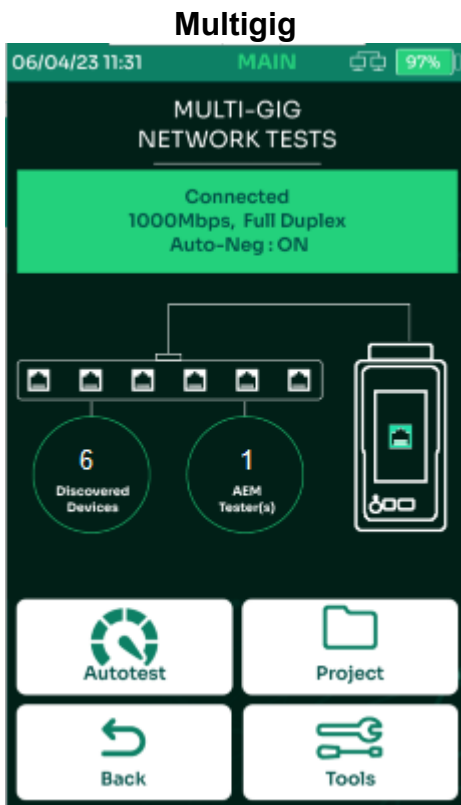 Multigig
06/04/23 11:31 MAIN 97%
MULTI-GIG
NETWORK TESTS
Connected
1000Mbps, Full Duplex
Auto-Neg : ON
6
Discovered
Devices
1
AEM
Tester(s)
Autotest
Project
Back
Tools